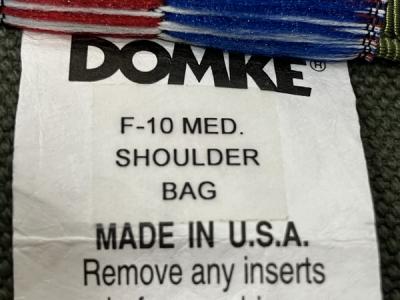 DOMKE®
F-10 MED.
SHOULDER
BAG
MADE IN U.S.A.
Remove any inserts